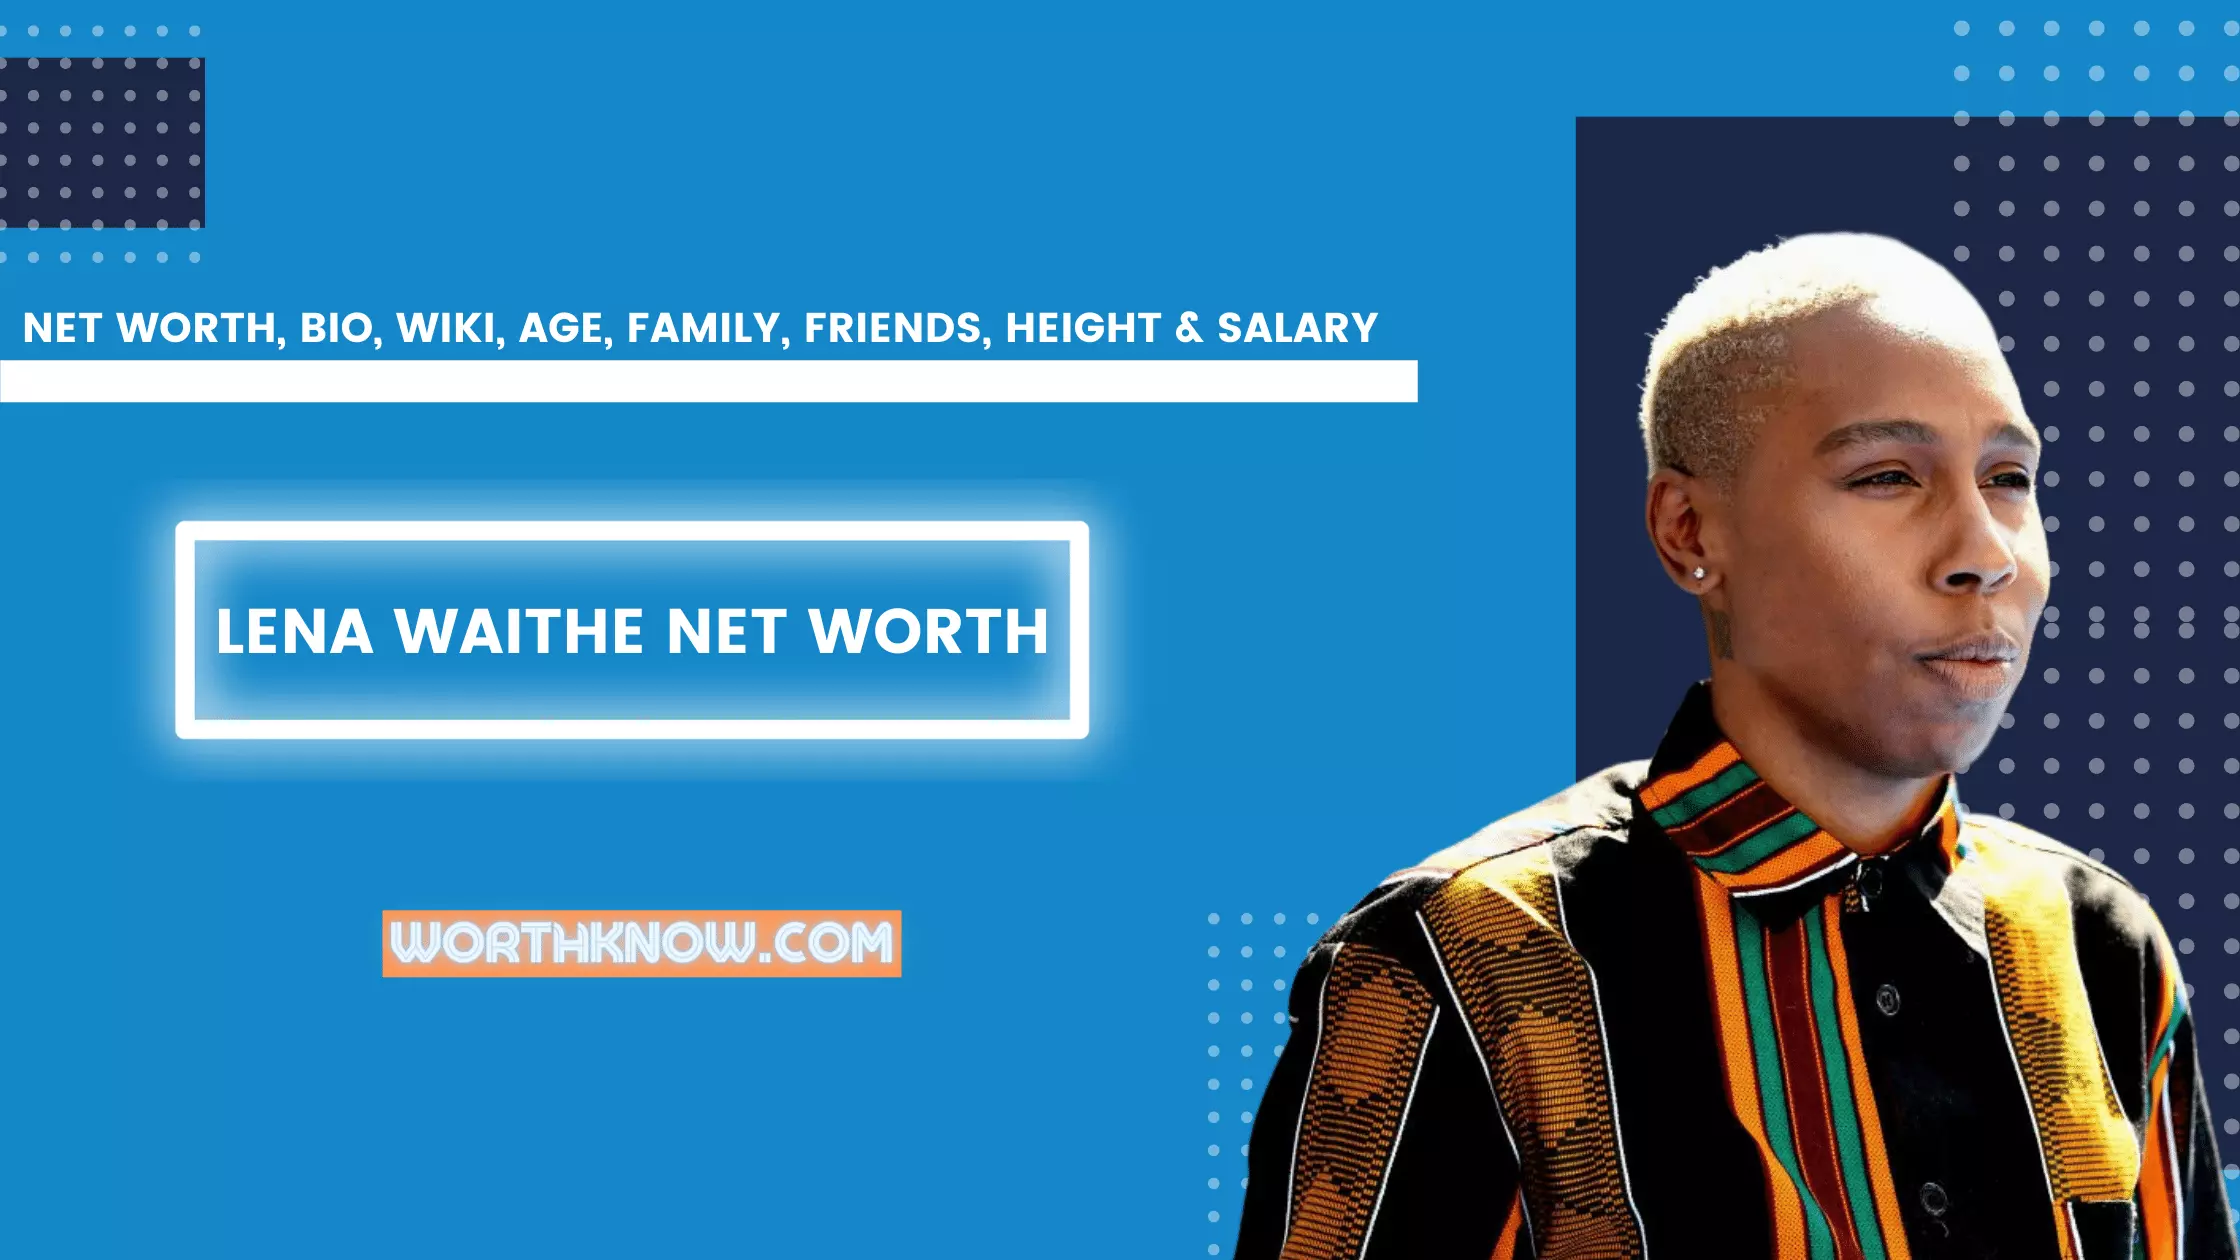 NET WORTH, BIO, WIKI, AGE, FAMILY, FRIENDS, HEIGHT & SALARY
LENA WAITHE NET WORTH
WORTHKNOW.COM